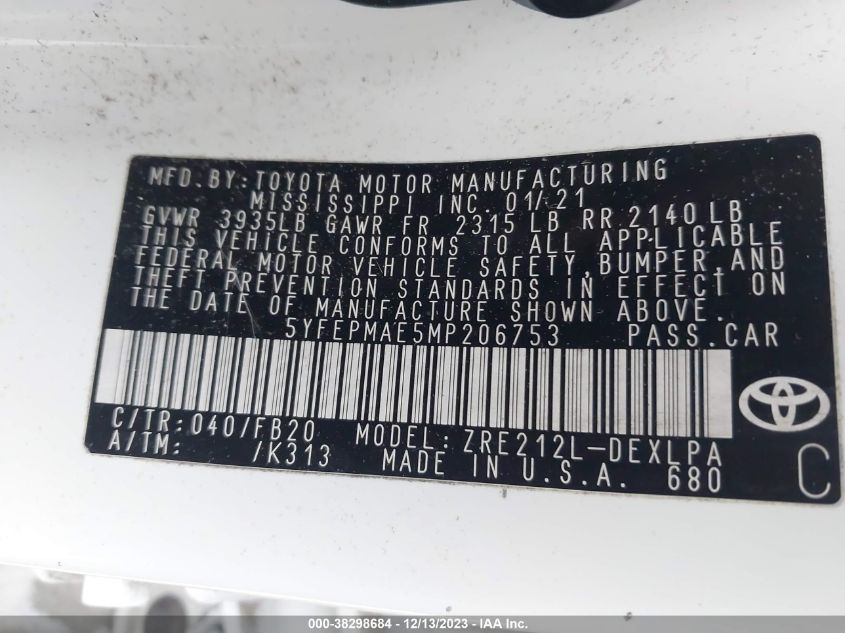 MFD.BY:TOYOTA MOTOR MANUFACTURING
MISSISSIPPI INC 01/21
GVWR 3935LB GAWR FR 2315 LB RR 2140 LB
THIS VEHICLE CONFORMS TO ALL APPLICABLE
FEDERAL MOTOR VEHICLE SAFETY,BUMPER,AND
THEFT PREVENTION STANDARDS IN EFFECT ON
THE DATE OF MANUFACTURE SHOWN ABOVE.
5YFEPMAE5MP206753 PASS.CAR
C/TR:040/FB20 MODEL:ZRE212L-DEXLPA
A/TM: /K313 MADE IN U.S.A. 680
C
000-38298684 - 12/13/2023 - IAA Inc.